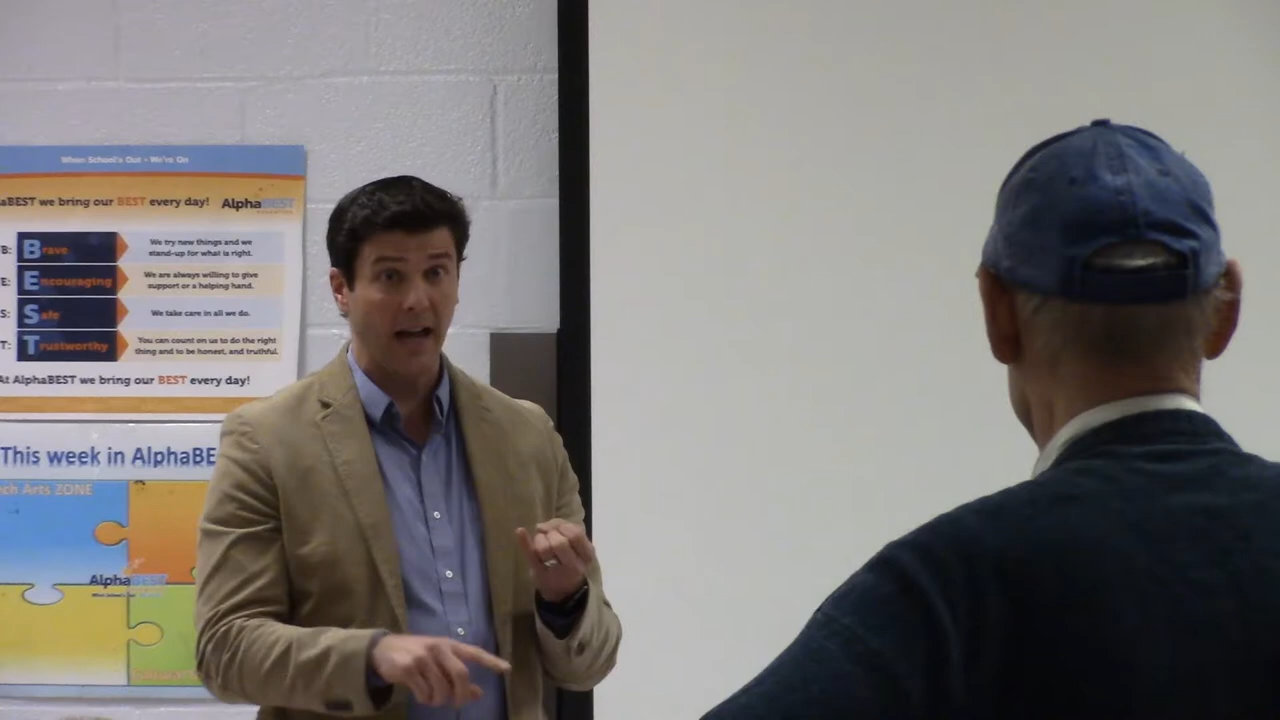 When School's Out - We're On
aBEST we bring our BEST every day!
AlphaBEST
EDUCATION
B: Brave
We try new things and we
stand-up for what is right.
E: Encouraging
We are always willing to give
support or a helping hand.
S: Safe
We take care in all we do.
T: Trustworthy
You can count on us to do the right
thing and to be honest, and truthful.
At AlphaBEST we bring our BEST every day!
This week in AlphaBE
ch Arts ZONE
AlphaBEST